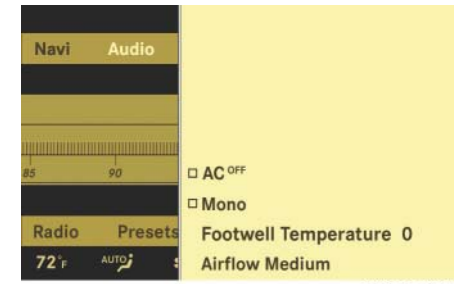 Navi Audio
85 90
□ AC OFF
□ Mono
Radio Presets Footwell Temperature 0
72°F AUTO Airflow Medium